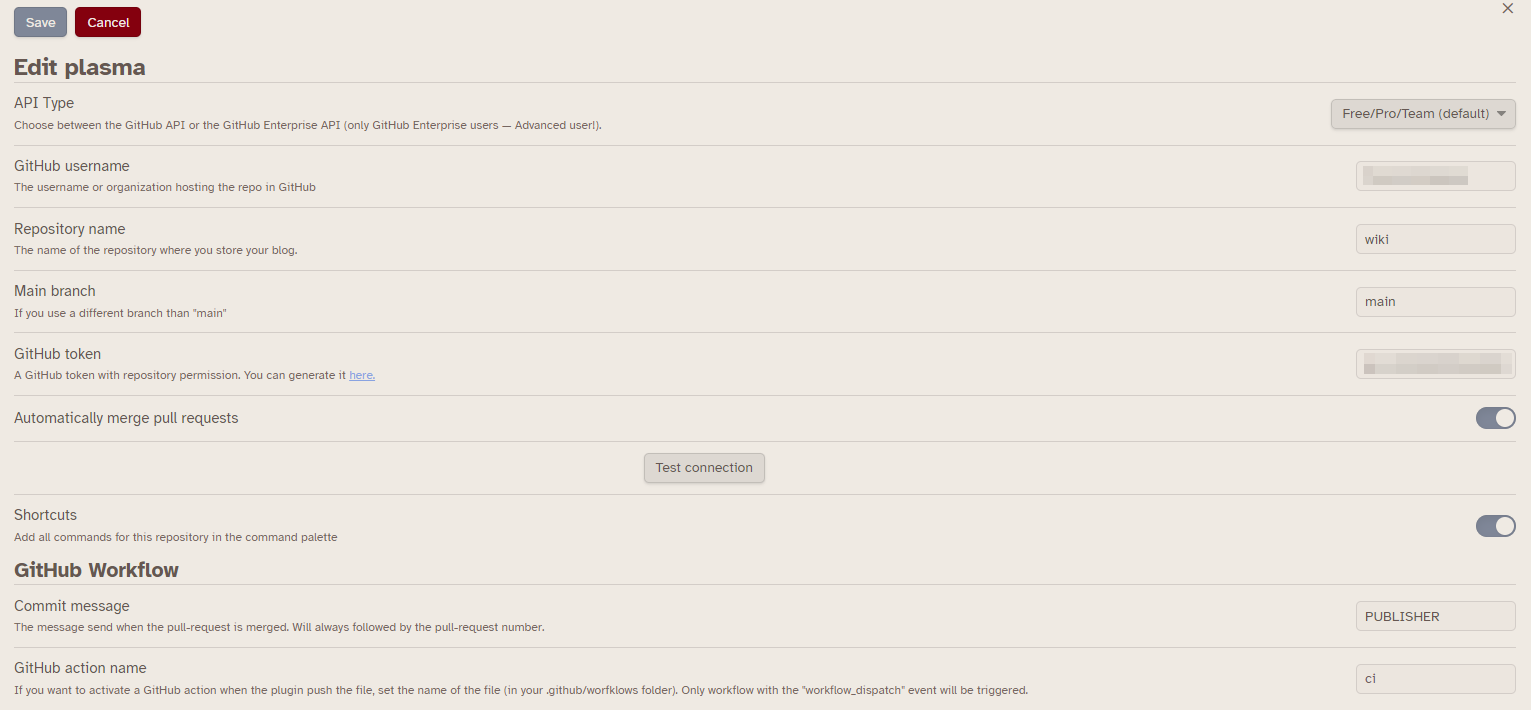 Save Cancel
Edit plasma
API Type
Choose between the GitHub API or the GitHub Enterprise API (only GitHub Enterprise users — Advanced user!).
Free/Pro/Team (default)
GitHub username
The username or organization hosting the repo in GitHub
Repository name
The name of the repository where you store your blog.
wiki
Main branch
If you use a different branch than "main"
main
GitHub token
A GitHub token with repository permission. You can generate it here.
Automatically merge pull requests
Test connection
Shortcuts
Add all commands for this repository in the command palette
GitHub Workflow
Commit message
The message send when the pull-request is merged. Will always followed by the pull-request number.
PUBLISHER
GitHub action name
If you want to activate a GitHub action when the plugin push the file, set the name of the file (in your .github/worfklows folder). Only workflow with the "workflow_dispatch" event will be triggered.
ci